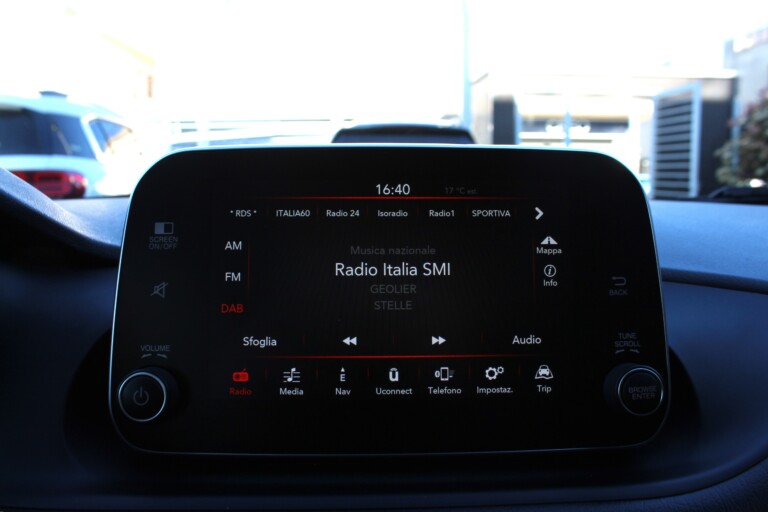 16:40 17 °C est.
* RDS * ITALIA60 Radio 24 Isoradio Radio1 SPORTIVA
SCREEN
ON/OFF
AM
Musica nazionale
Mappa
Radio Italia SMI
FM
GEOLIER
Info
BACK
DAB
STELLE
VOLUME
Sfoglia
Audio
TUNE
SCROLL
E
Radio Media Nav Uconnect Telefono Impostaz. Trip
BROWSE
ENTER